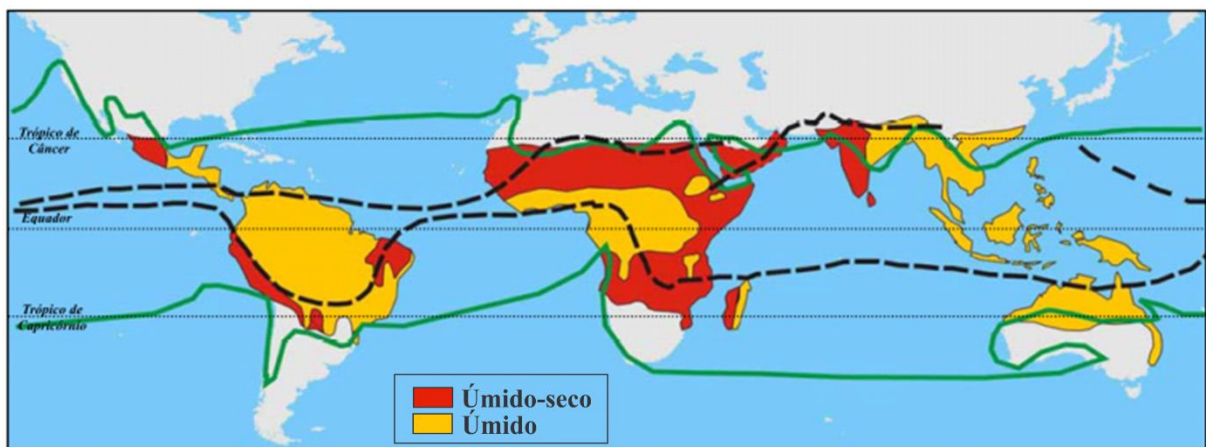 Trópico de
Câncer
Equador
Trópico de
Capricórnio
Úmido-seco
Úmido